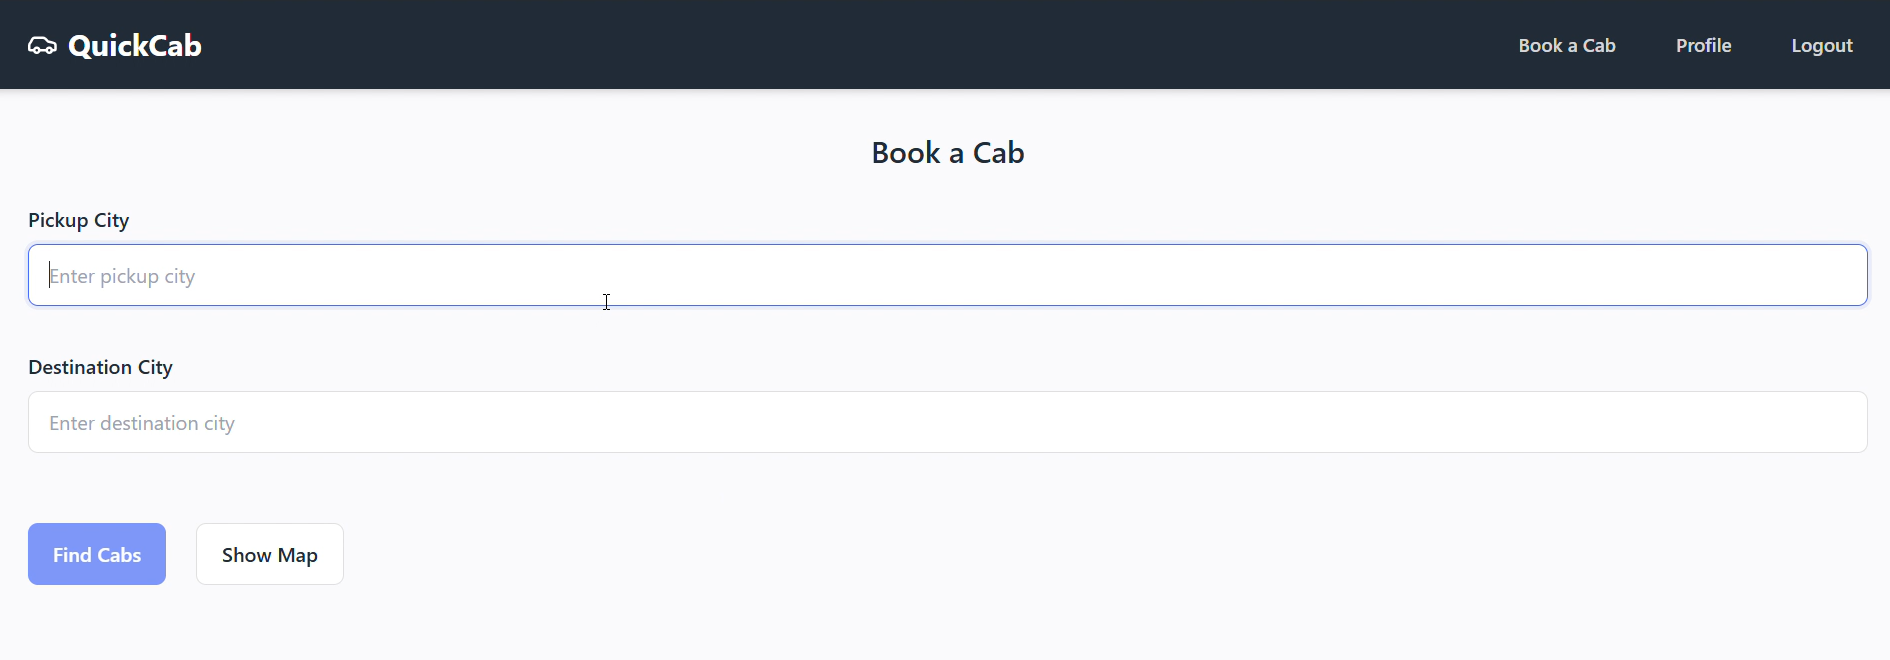 QuickCab
Book a Cab Profile Logout
Book a Cab
Pickup City
Enter pickup city
Destination City
Enter destination city
Find Cabs Show Map